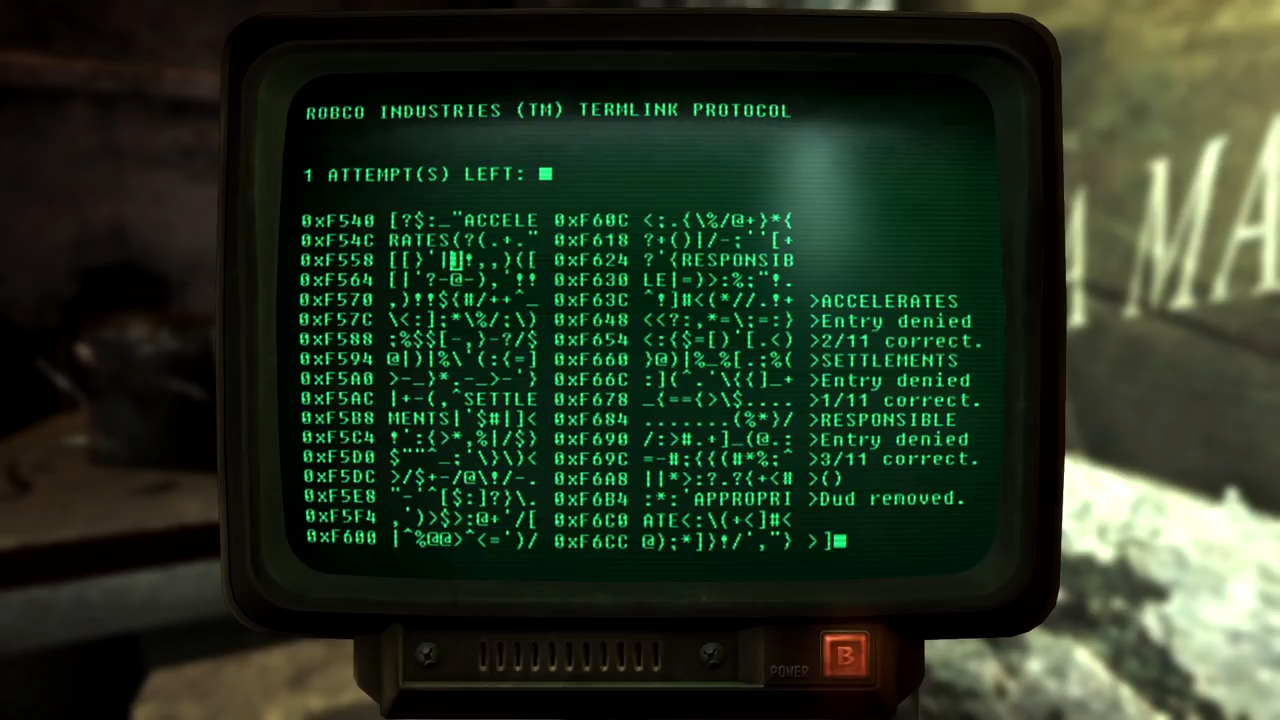 ROBCO INDUSTRIES (TM) TERMLINK PROTOCOL
1 ATTEMPT(S) LEFT:
0xF540 [?$:_"ACCELE 0xF60C <:.{\%/@+}*{
0xF54C RATES(?(.+." 0xF618 ?+()|/-;'`[+
0xF558 [[}'|]!,,)([ 0xF624 ?'{RESPONSIB
0xF564 [|'?-@-),'!! 0xF630 LE|=)>:%;"!.
0xF570 ,)!!${#/++^_ 0xF63C ^!]#<(*//.!+ >ACCELERATES
0xF57C \<:];*\%/;\} 0xF648 <<?:,*=\;=:} >Entry denied
0xF588 :%$$[-,}-?/$ 0xF654 <:{$=[)'[.<) >2/11 correct.
0xF594 @|)|%\'(:{=] 0xF660 }@)|%_%[.;%( >SETTLEMENTS
0xF5A0 >-_}*.-_>-'} 0xF66C :](^.'\{{]_+ >Entry denied
0xF5AC |+-(,^SETTLE 0xF678 _{=={>\$.... >1/11 correct.
0xF5B8 MENTS|'$#|]< 0xF684 .......(%*}/ >RESPONSIBLE
0xF5C4 !':{>*,%|/$} 0xF690 /:>#.+]_(@.: >Entry denied
0xF5D0 $""^_;'\}\)< 0xF69C =-#;{{(#*%:^ >3/11 correct.
0xF5DC >/$+-/@\!/-. 0xF6A8 ||*>:?.?{+<# >()
0xF5E8 "-'^[$:]?}\. 0xF6B4 :*:'APPROPRI >Dud removed.
0xF5F4 ,')>$>:@+'/[ 0xF6C0 ATE<:\(+<]#<
0xF600 |^%@@>^<=')/ 0xF6CC @);*]}!/',"} >]
POWER
B
A MA